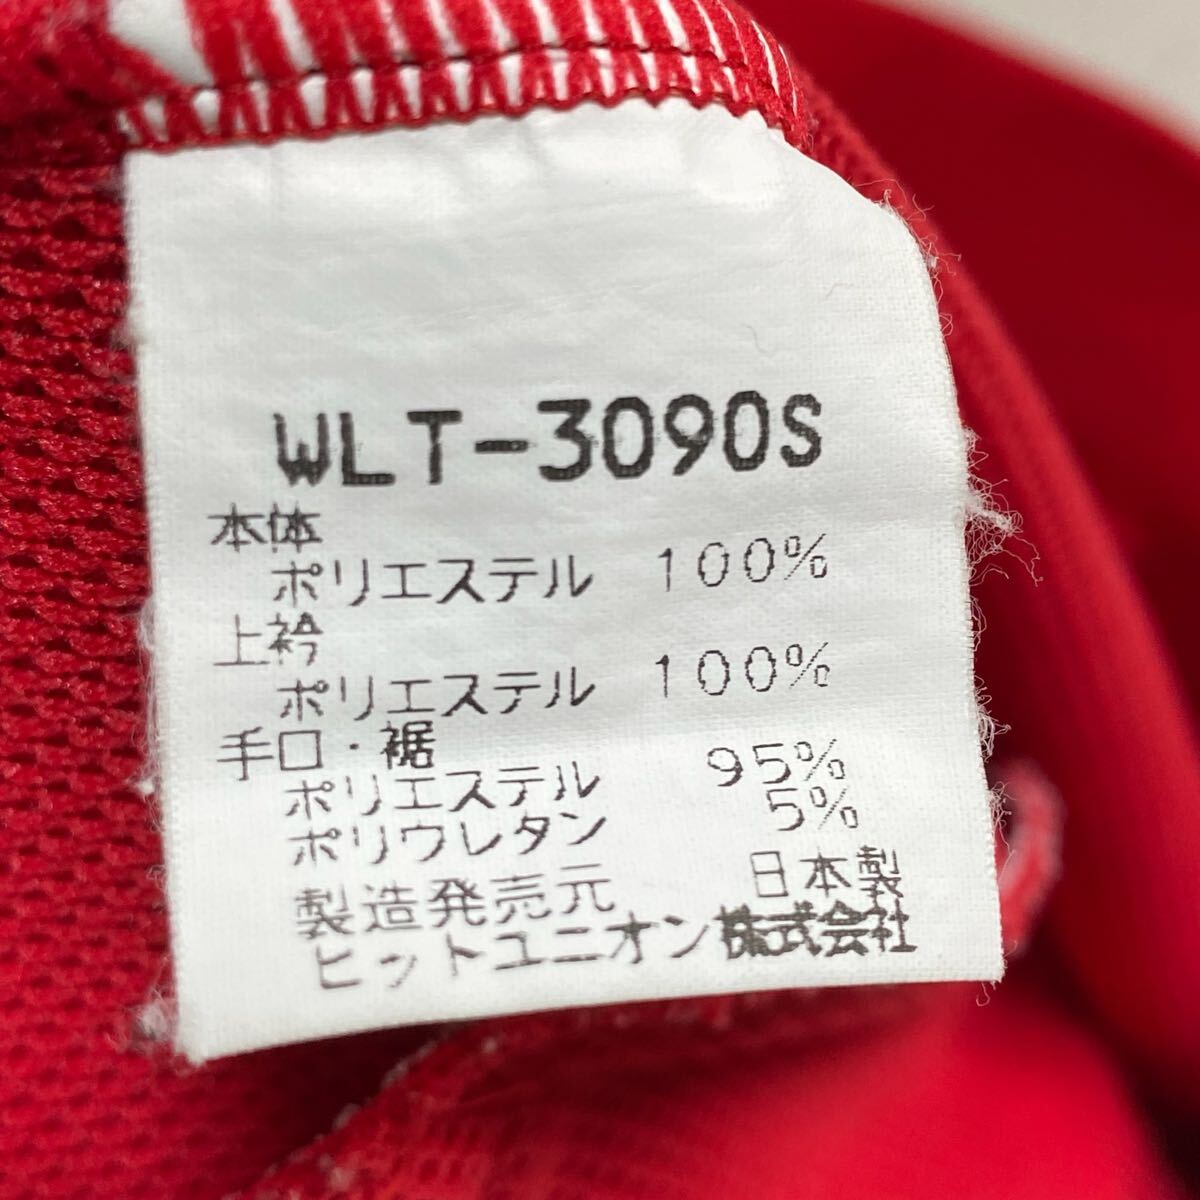 WLT-3090S
本体
ポリエステル 100%
上衿
ポリエステル 100%
手口・裾
ポリエステル 95%
ポリウレタン 5%
製造発売元 日本製
ヒットユニオン株式会社